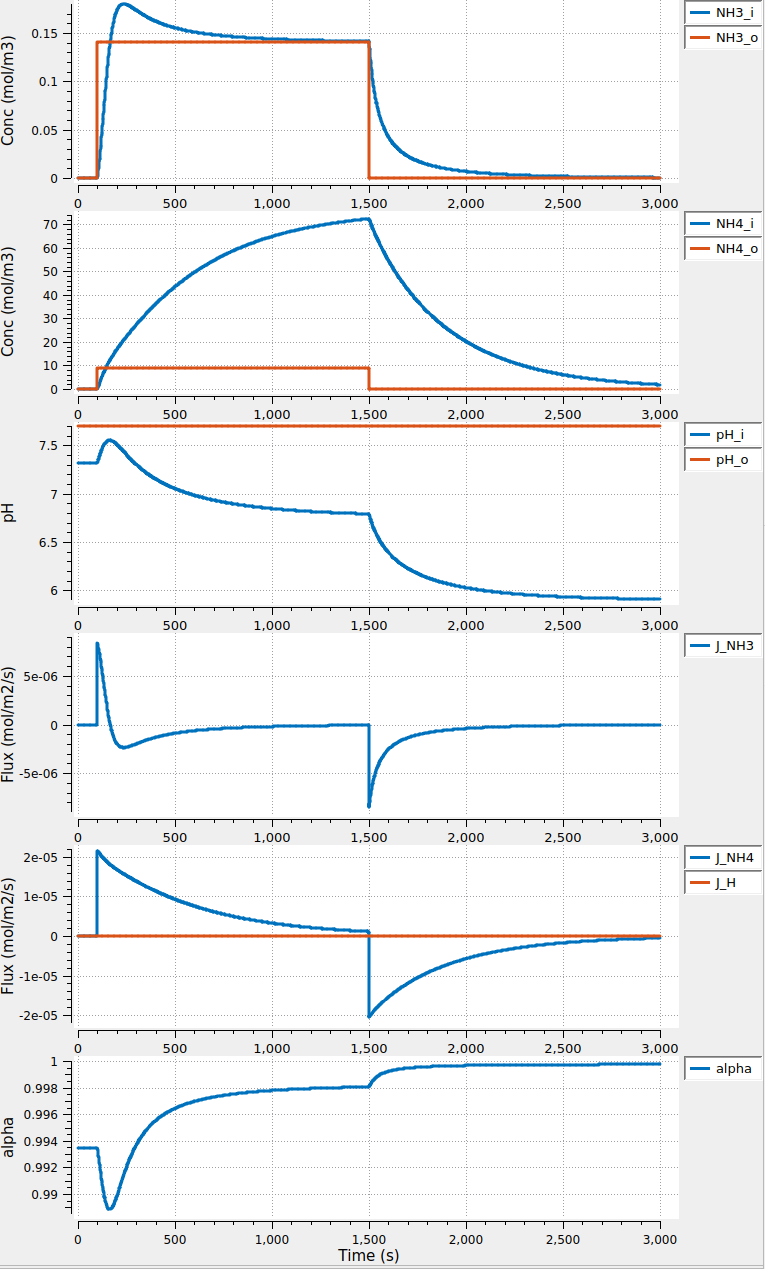 Conc (mol/m3)
0.15
0.1
0.05
0
0 500 1,000 1,500 2,000 2,500 3,000
NH3_i
NH3_o
Conc (mol/m3)
70
60
50
40
30
20
10
0
0 500 1,000 1,500 2,000 2,500 3,000
NH4_i
NH4_o
pH
7.5
7
6.5
6
0 500 1,000 1,500 2,000 2,500 3,000
pH_i
pH_o
Flux (mol/m2/s)
5e-06
0
-5e-06
0 500 1,000 1,500 2,000 2,500 3,000
J_NH3
Flux (mol/m2/s)
2e-05
1e-05
0
-1e-05
-2e-05
0 500 1,000 1,500 2,000 2,500 3,000
J_NH4
J_H
alpha
1
0.998
0.996
0.994
0.992
0.99
0 500 1,000 1,500 2,000 2,500 3,000
Time (s)
alpha